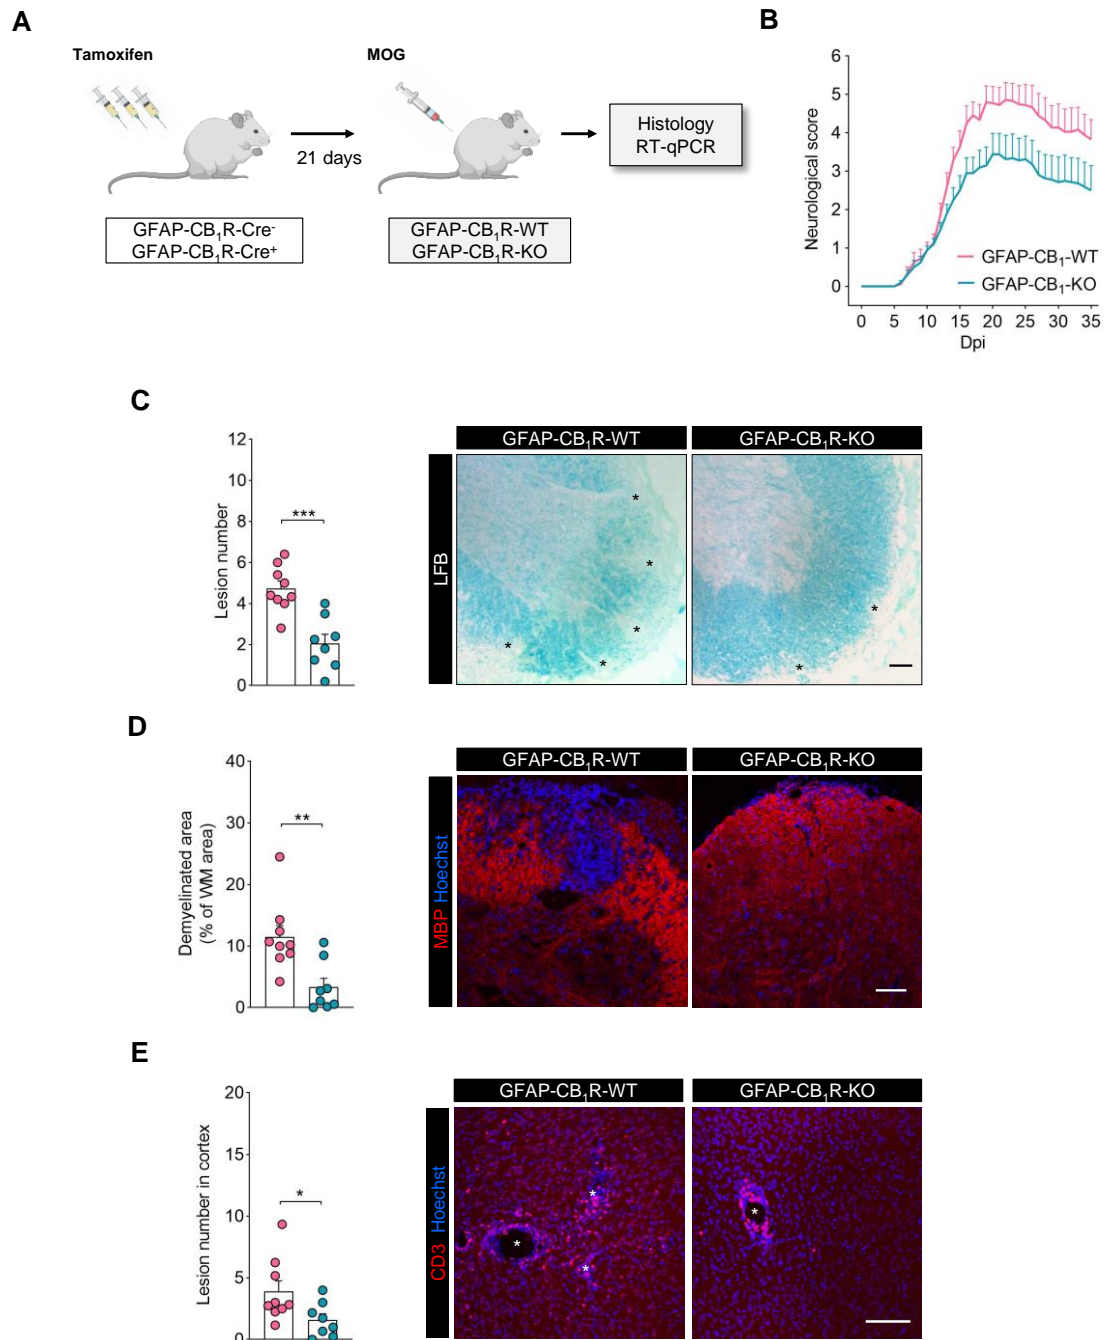 A
Tamoxifen
MOG
21 days
Histology
RT-qPCR
GFAP-CB₁R-Cre⁻
GFAP-CB₁R-Cre⁺
GFAP-CB₁R-WT
GFAP-CB₁R-KO
B
Neurological score
6
5
4
3
2
1
0
GFAP-CB₁-WT
GFAP-CB₁-KO
0 5 10 15 20 25 30 35
Dpi
C
Lesion number
12
10
8
6
4
2
0
***
GFAP-CB₁R-WT
GFAP-CB₁R-KO
LFB
* * * * *
* *
D
Demyelinated area
(% of WM area)
40
30
20
10
0
**
GFAP-CB₁R-WT
GFAP-CB₁R-KO
MBP Hoechst
E
Lesion number in cortex
20
15
10
5
0
*
GFAP-CB₁R-WT
GFAP-CB₁R-KO
CD3 Hoechst
* * *
*